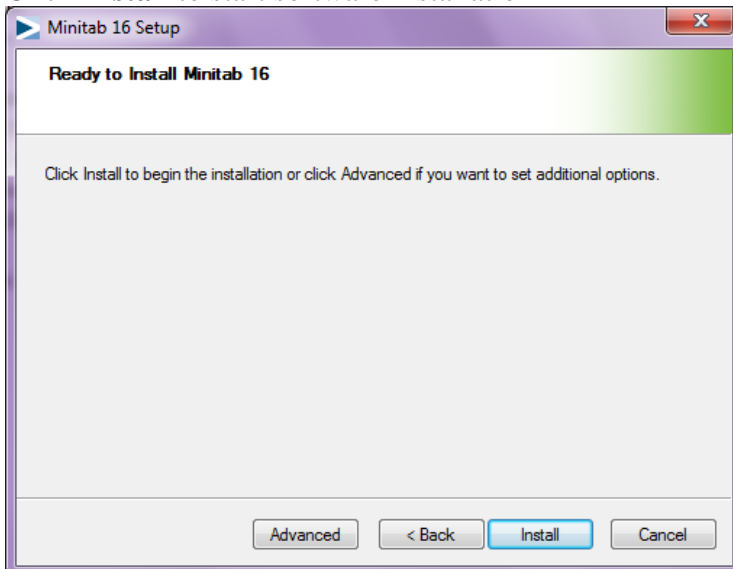 Minitab 16 Setup
Ready to Install Minitab 16
Click Install to begin the installation or click Advanced if you want to set additional options.
Advanced < Back Install Cancel